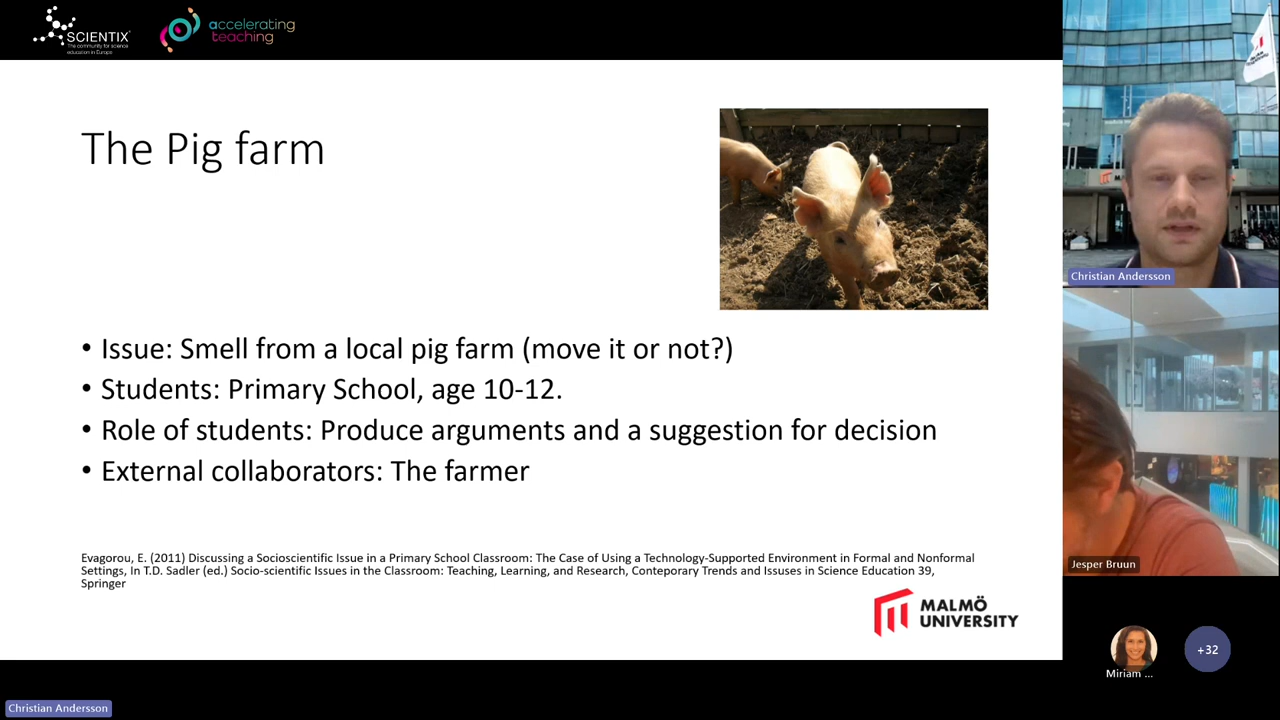 SCIENTIX
The community for science
education in Europe
accelerating
teaching
The Pig farm
• Issue: Smell from a local pig farm (move it or not?)
• Students: Primary School, age 10-12.
• Role of students: Produce arguments and a suggestion for decision
• External collaborators: The farmer
Evagorou, E. (2011) Discussing a Socioscientific Issue in a Primary School Classroom: The Case of Using a Technology-Supported Environment in Formal and Nonformal
Settings, In T.D. Sadler (ed.) Socio-scientific Issues in the Classroom: Teaching, Learning, and Research, Conteporary Trends and Issuses in Science Education 39,
Springer
MALMÖ
UNIVERSITY
Christian Andersson
Jesper Bruun
Miriam ...
+32
Christian Andersson